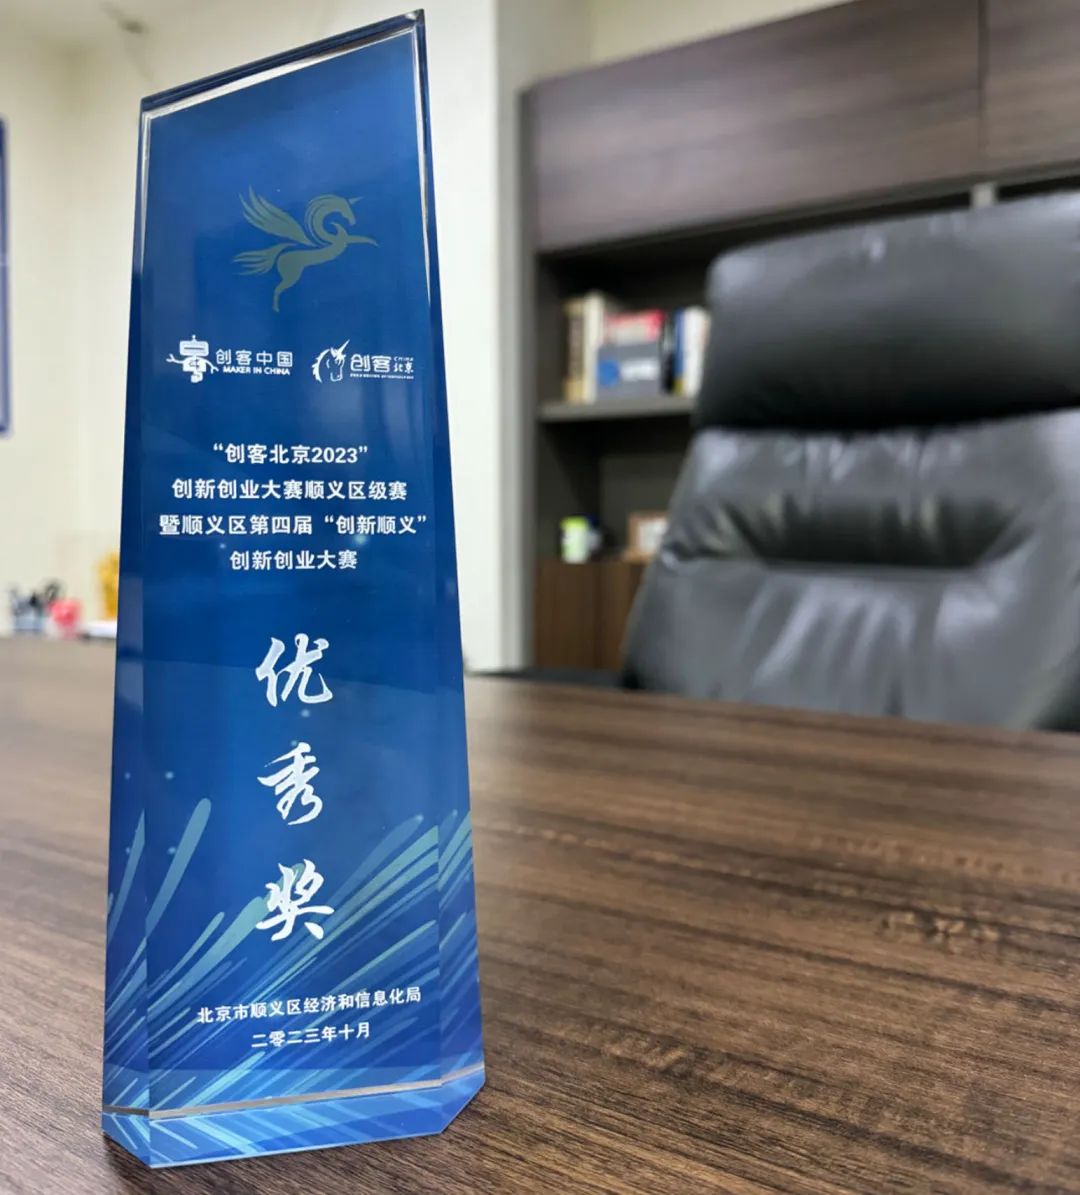 创客中国
MAKER IN CHINA
创客北京
CHINA
“创客北京2023”
创新创业大赛顺义区级赛
暨顺义区第四届“创新顺义”
创新创业大赛
优
秀
奖
北京市顺义区经济和信息化局
二零二三年十月